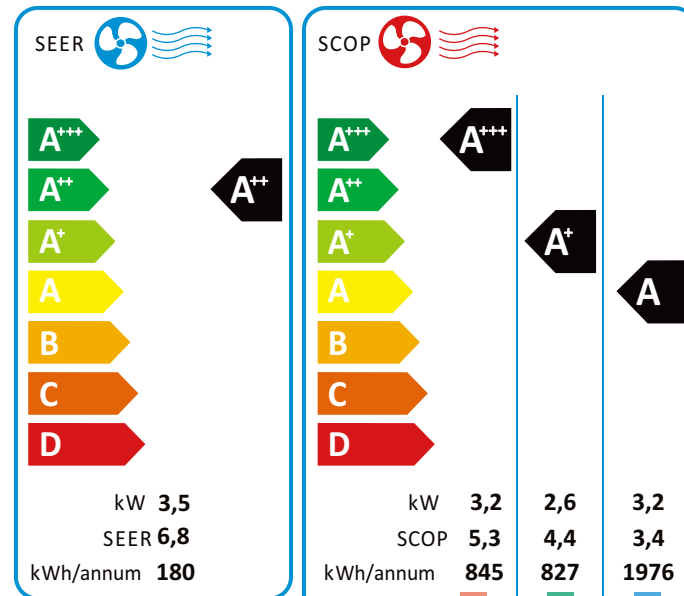 SEER
A+++
A++
A++
A+
A
B
C
D
kW 3,5
SEER 6,8
kWh/annum 180
SCOP
A+++
A+++
A++
A+
A+
A
A
B
C
D
kW 3,2 2,6 3,2
SCOP 5,3 4,4 3,4
kWh/annum 845 827 1976